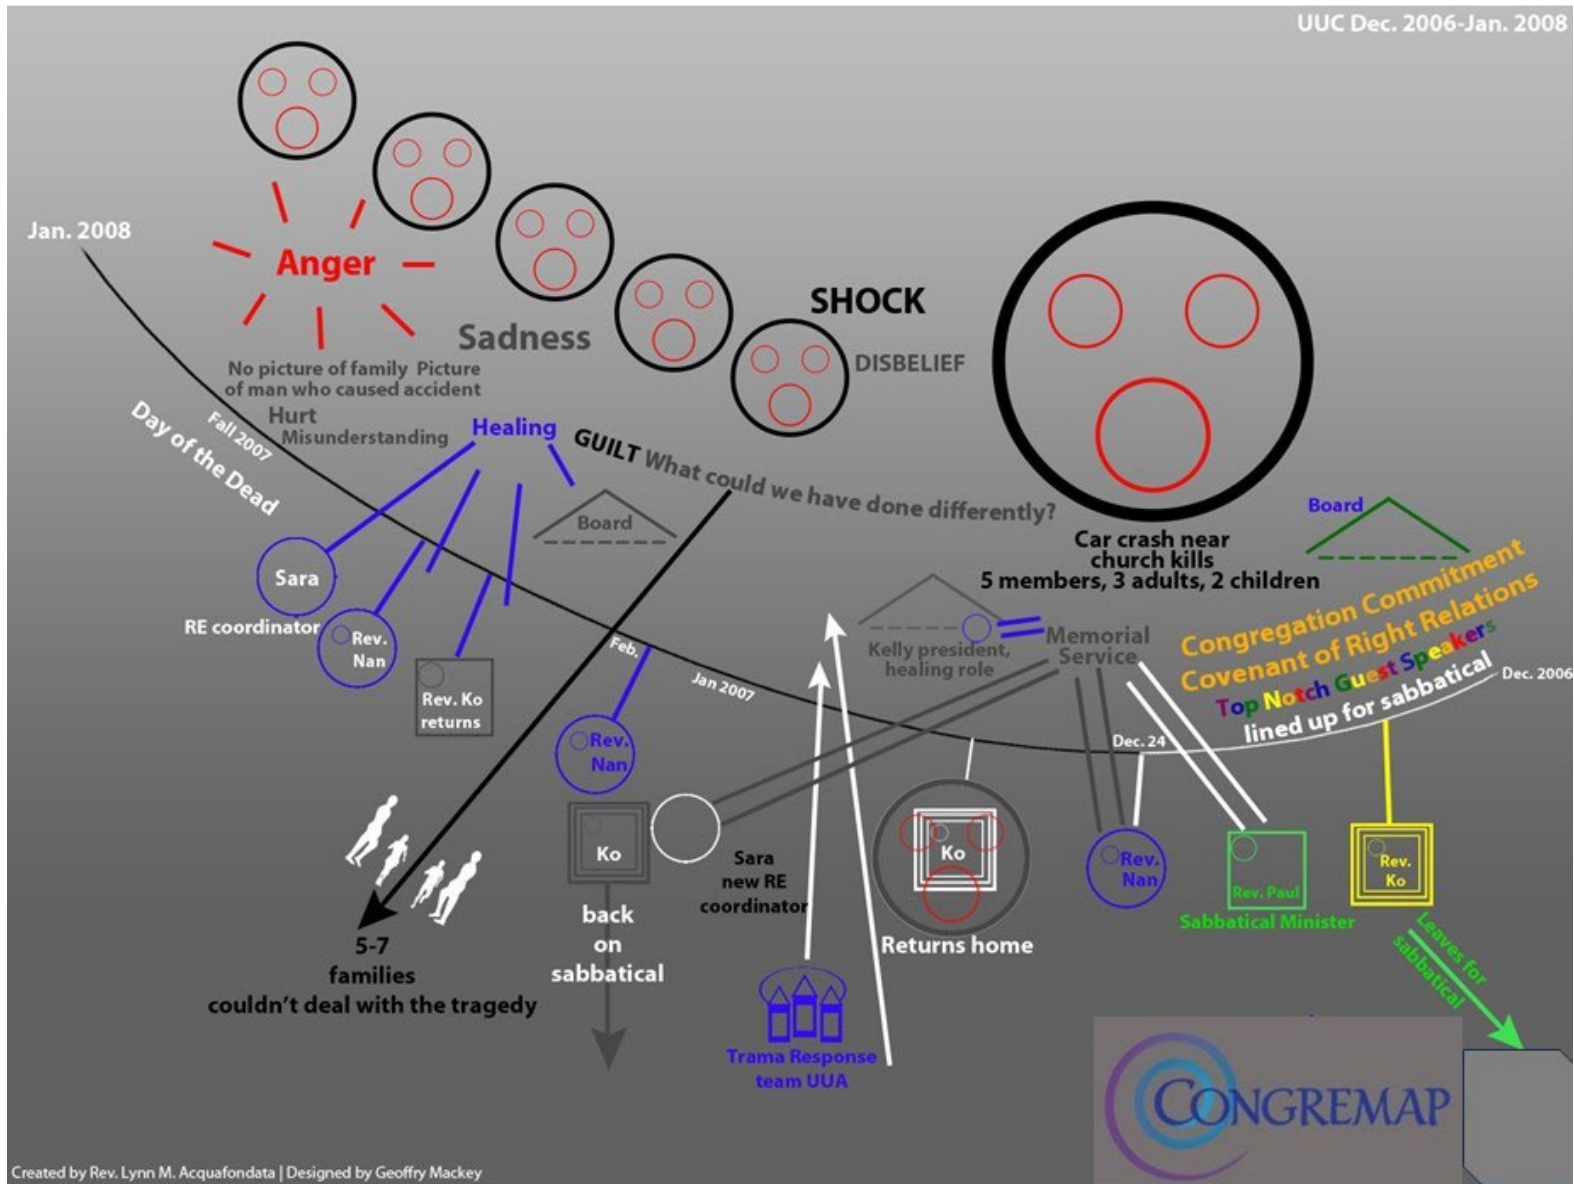 UUC Dec. 2006-Jan. 2008
Jan. 2008
Anger
SHOCK
Sadness
DISBELIEF
No picture of family Picture
of man who caused accident
Hurt
Misunderstanding
Healing
GUILT What could we have done differently?
Fall 2007
Day of the Dead
Board
Board
Car crash near
church kills
5 members, 3 adults, 2 children
Congregation Commitment
Covenant of Right Relations
Top Notch Guest Speakers
lined up for sabbatical
Dec. 2006
Sara
RE coordinator
Rev.
Nan
Rev. Ko
returns
Feb.
Jan 2007
Kelly president,
healing role
Memorial
Service
Dec. 24
Rev.
Nan
Ko
back
on
sabbatical
Sara
new RE
coordinator
Ko
Returns home
Rev.
Nan
Rev. Paul
Sabbatical Minister
Rev.
Ko
Leaves for
sabbatical
5-7
families
couldn't deal with the tragedy
Trama Response
team UUA
CONGREMAP
Created by Rev. Lynn M. Acquafondata | Designed by Geoffry Mackey